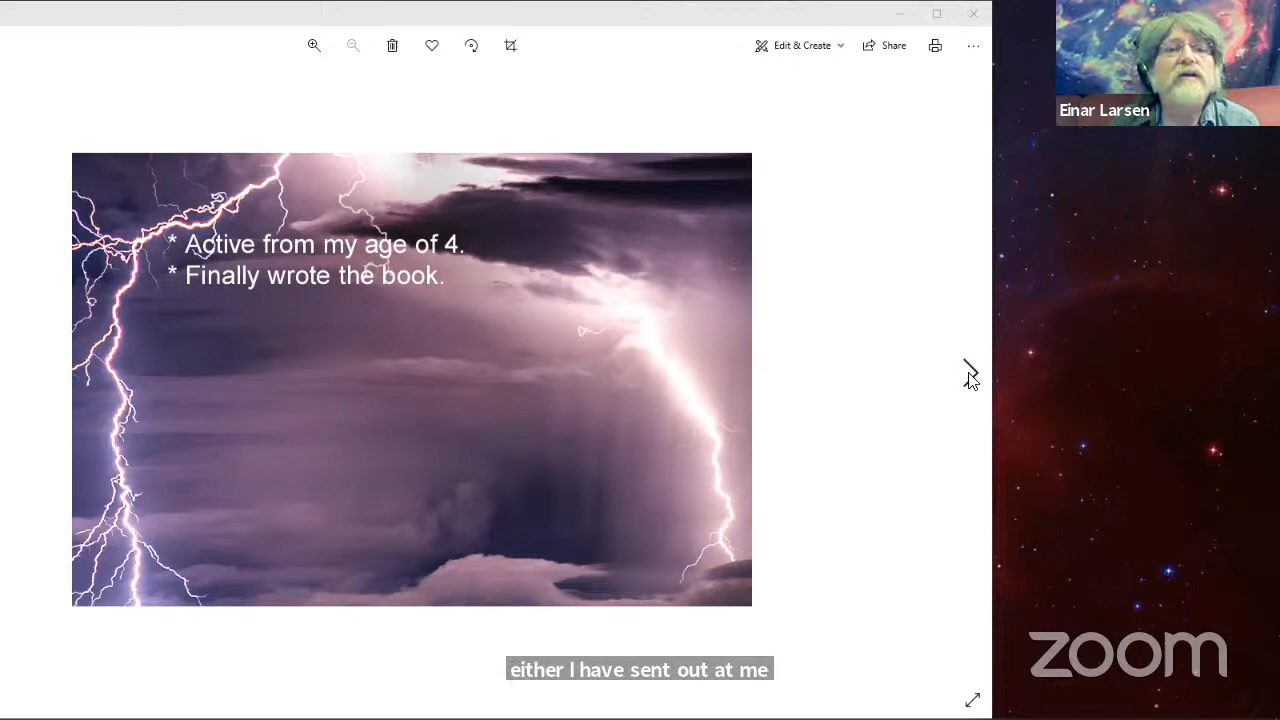 Edit & Create
Share
Einar Larsen
* Active from my age of 4.
* Finally wrote the book.
either I have sent out at me
zoom